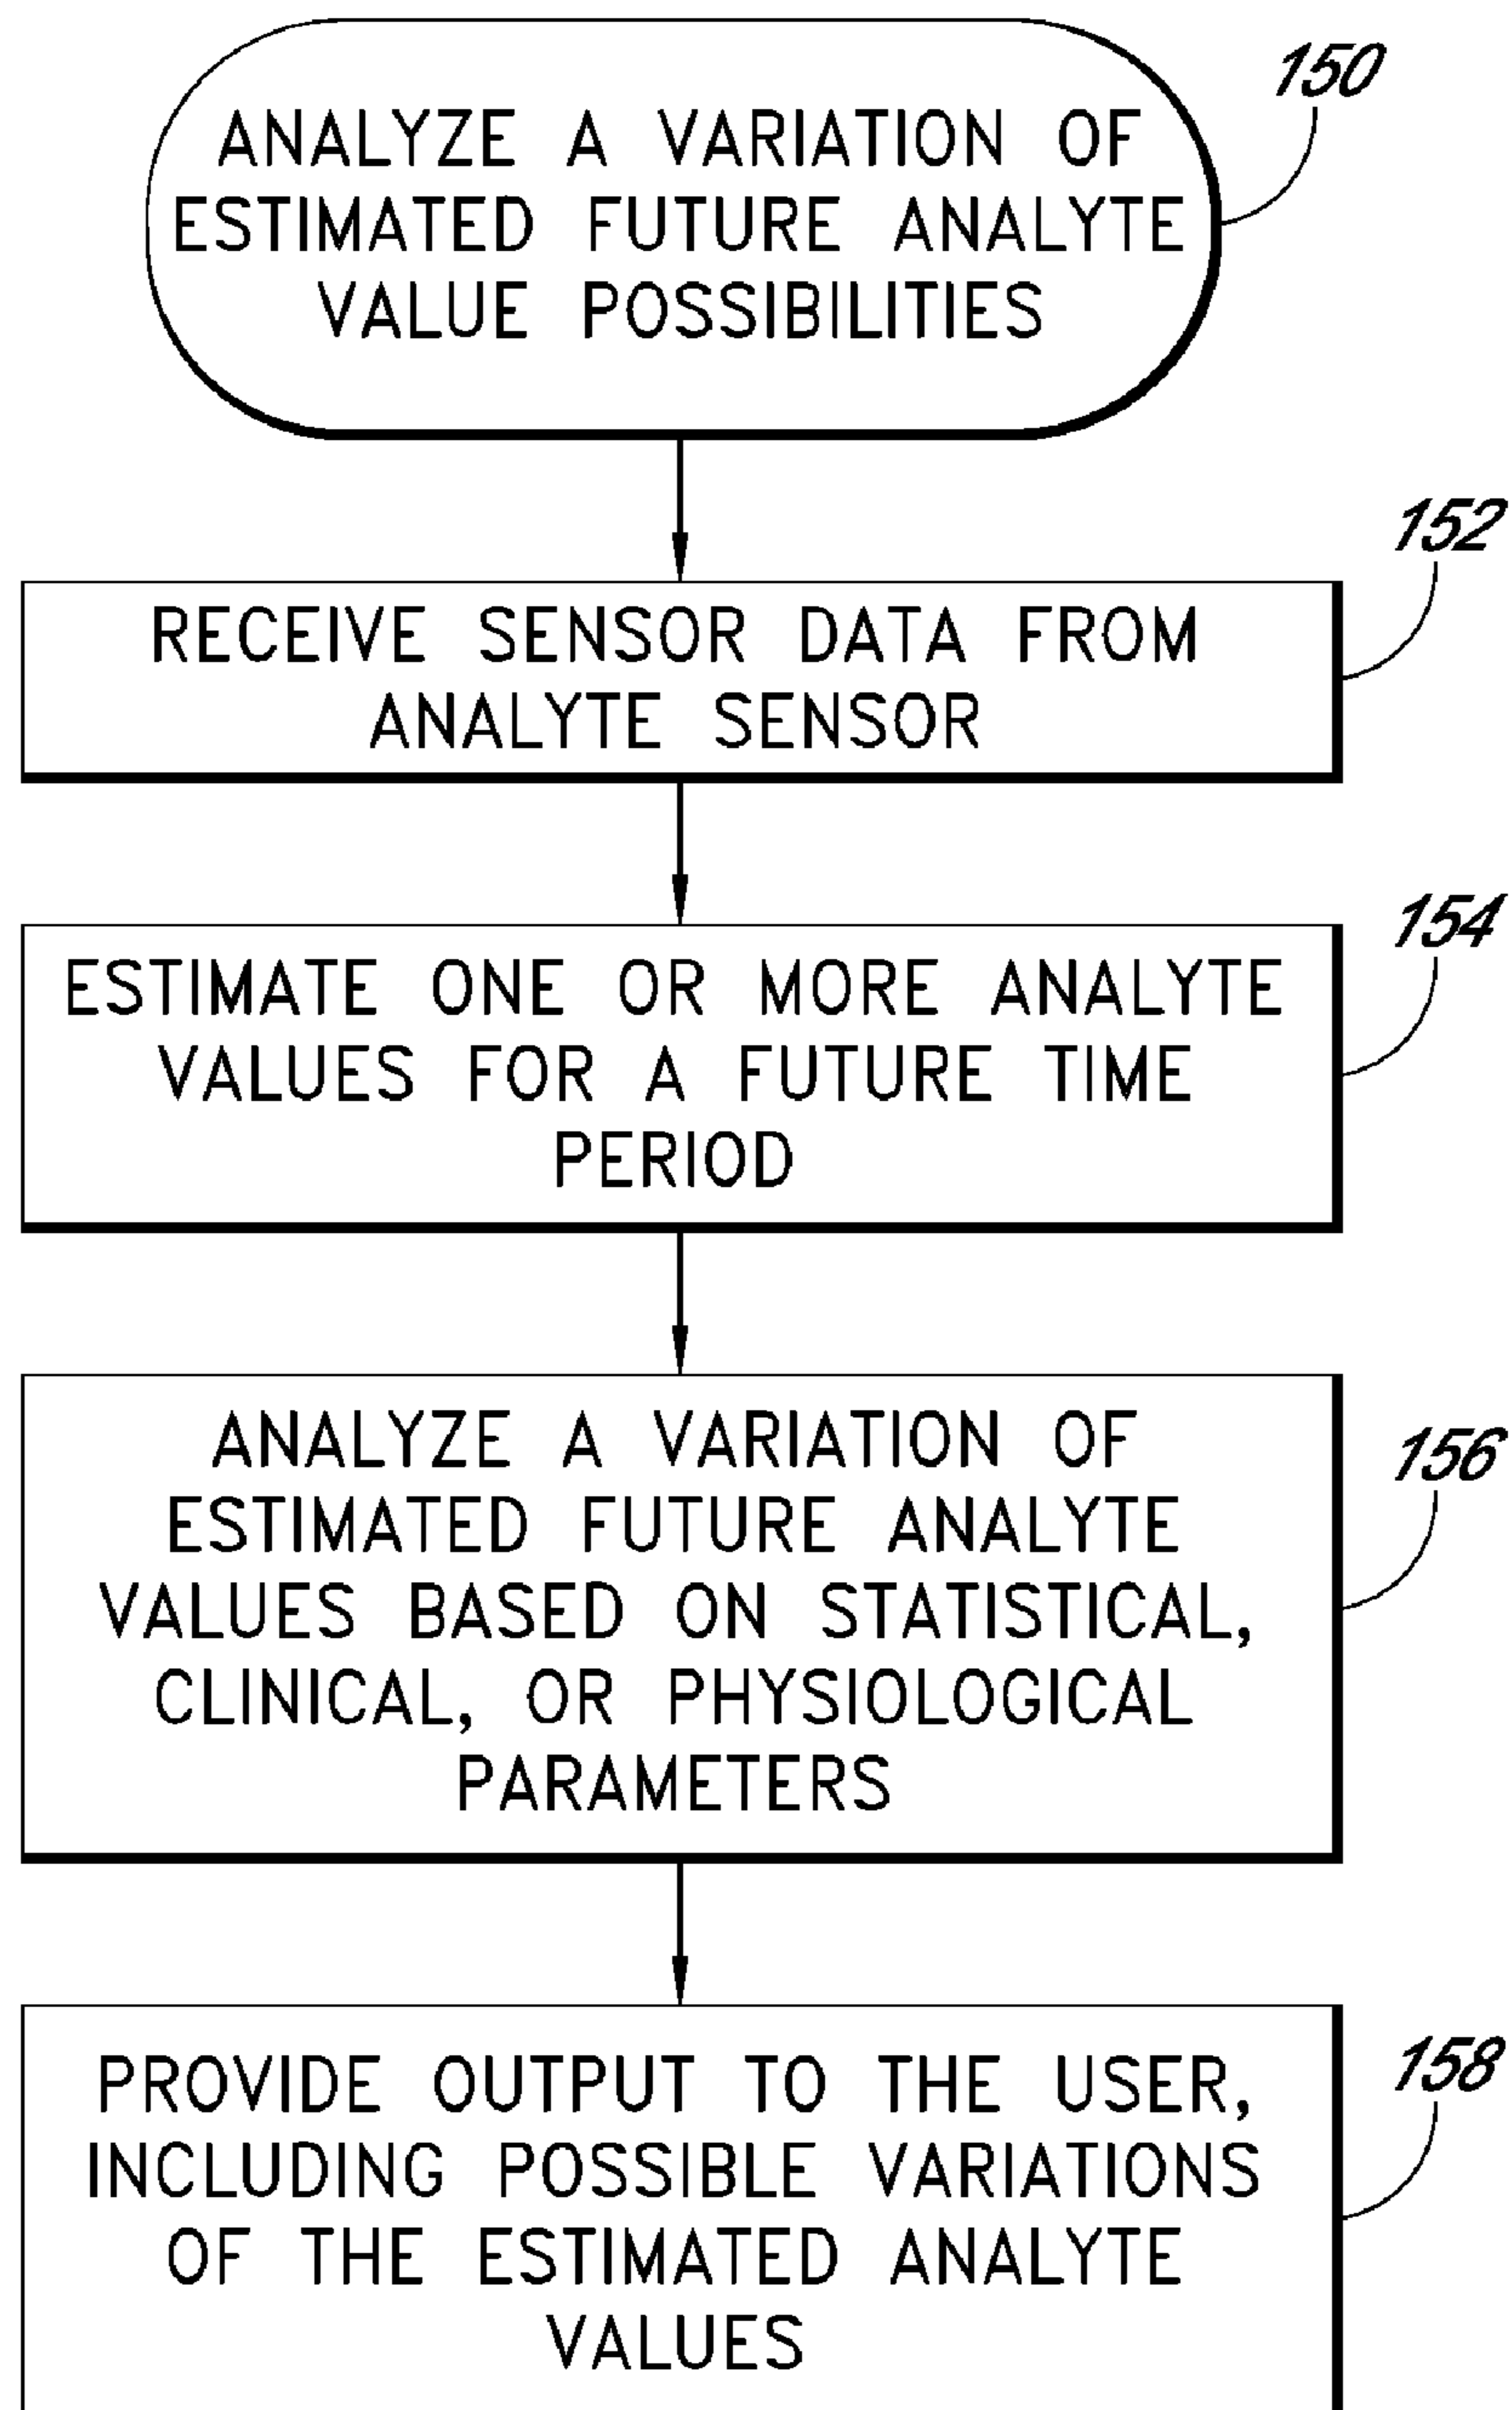 150
ANALYZE A VARIATION OF
ESTIMATED FUTURE ANALYTE
VALUE POSSIBILITIES
152
RECEIVE SENSOR DATA FROM
ANALYTE SENSOR
154
ESTIMATE ONE OR MORE ANALYTE
VALUES FOR A FUTURE TIME
PERIOD
156
ANALYZE A VARIATION OF
ESTIMATED FUTURE ANALYTE
VALUES BASED ON STATISTICAL,
CLINICAL, OR PHYSIOLOGICAL
PARAMETERS
158
PROVIDE OUTPUT TO THE USER,
INCLUDING POSSIBLE VARIATIONS
OF THE ESTIMATED ANALYTE
VALUES